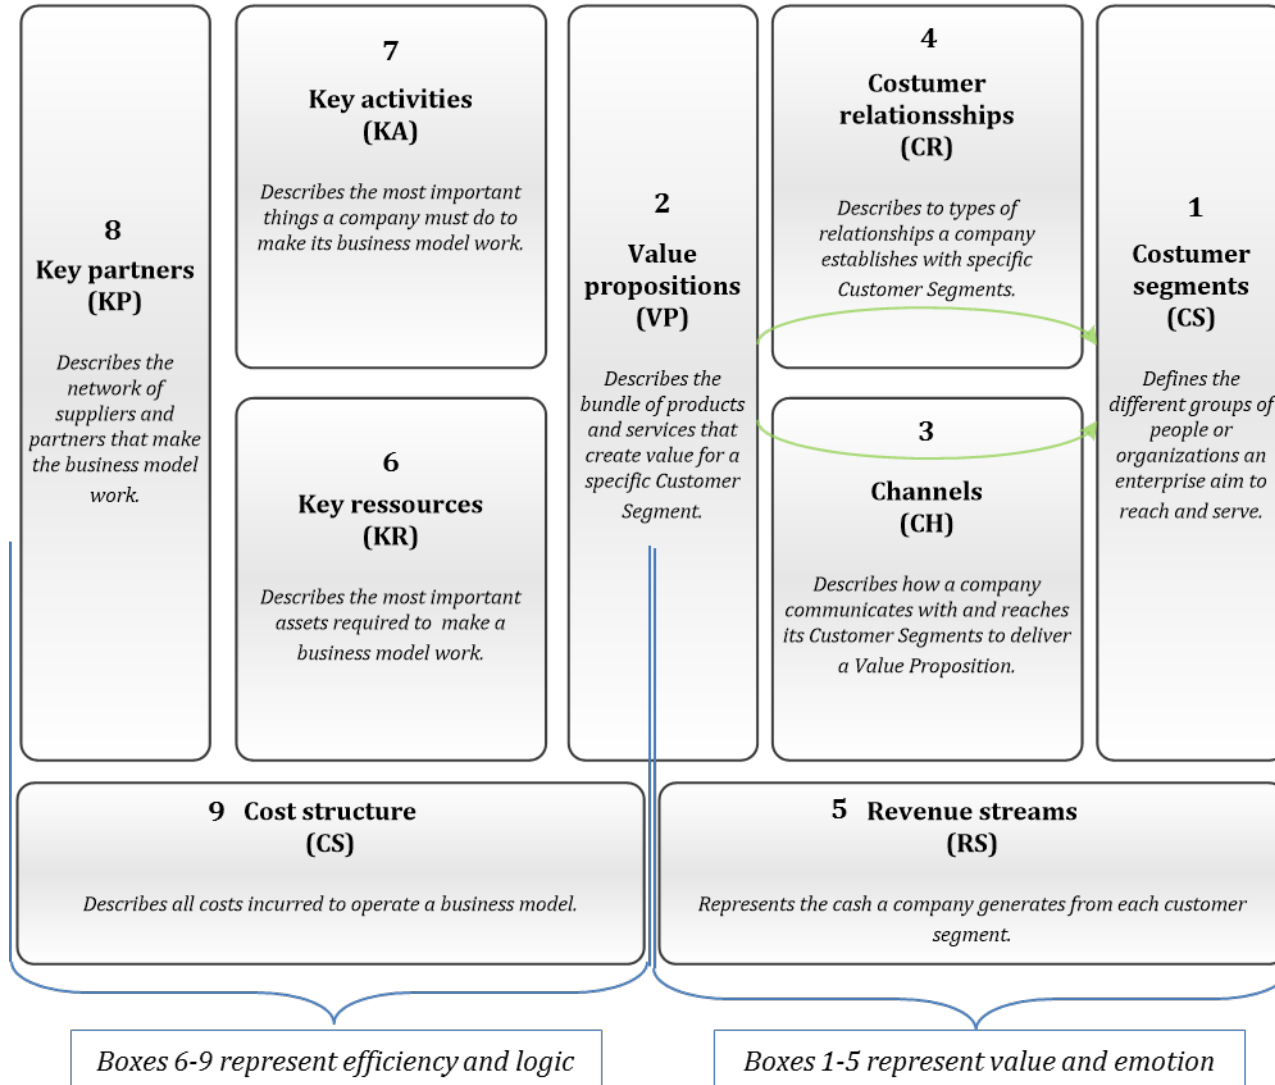 8
Key partners
(KP)
Describes the
network of
suppliers and
partners that make
the business model
work.
7
Key activities
(KA)
Describes the most important
things a company must do to
make its business model work.
6
Key ressources
(KR)
Describes the most important
assets required to make a
business model work.
2
Value
propositions
(VP)
Describes the
bundle of products
and services that
create value for a
specific Customer
Segment.
4
Costumer
relationsships
(CR)
Describes to types of
relationships a company
establishes with specific
Customer Segments.
3
Channels
(CH)
Describes how a company
communicates with and reaches
its Customer Segments to deliver
a Value Proposition.
1
Costumer
segments
(CS)
Defines the
different groups of
people or
organizations an
enterprise aim to
reach and serve.
9 Cost structure
(CS)
Describes all costs incurred to operate a business model.
5 Revenue streams
(RS)
Represents the cash a company generates from each customer
segment.
Boxes 6-9 represent efficiency and logic
Boxes 1-5 represent value and emotion